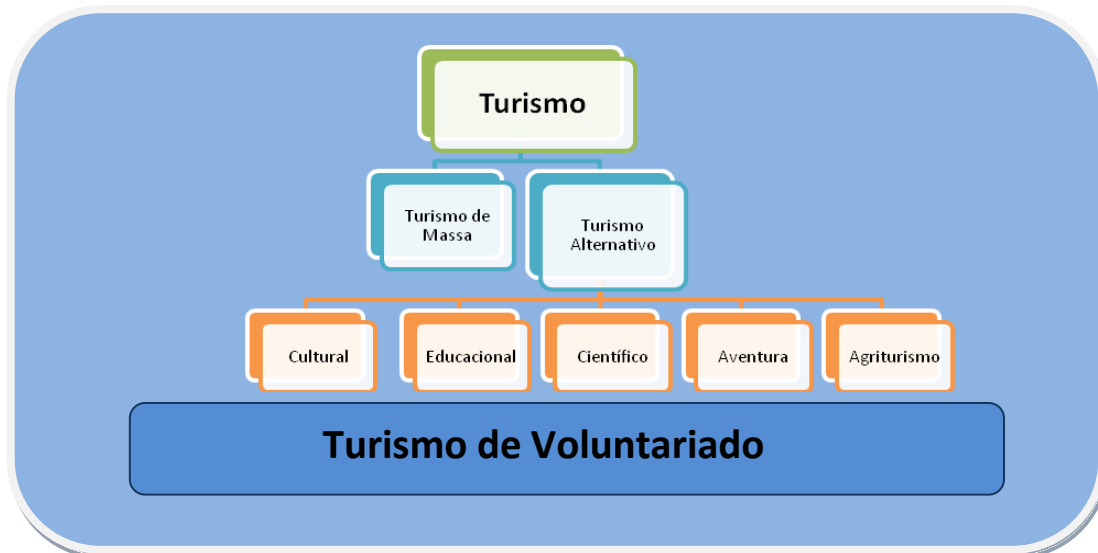 Turismo
Turismo de
Massa
Turismo
Alternativo
Cultural
Educacional
Científico
Aventura
Agriturismo
Turismo de Voluntariado